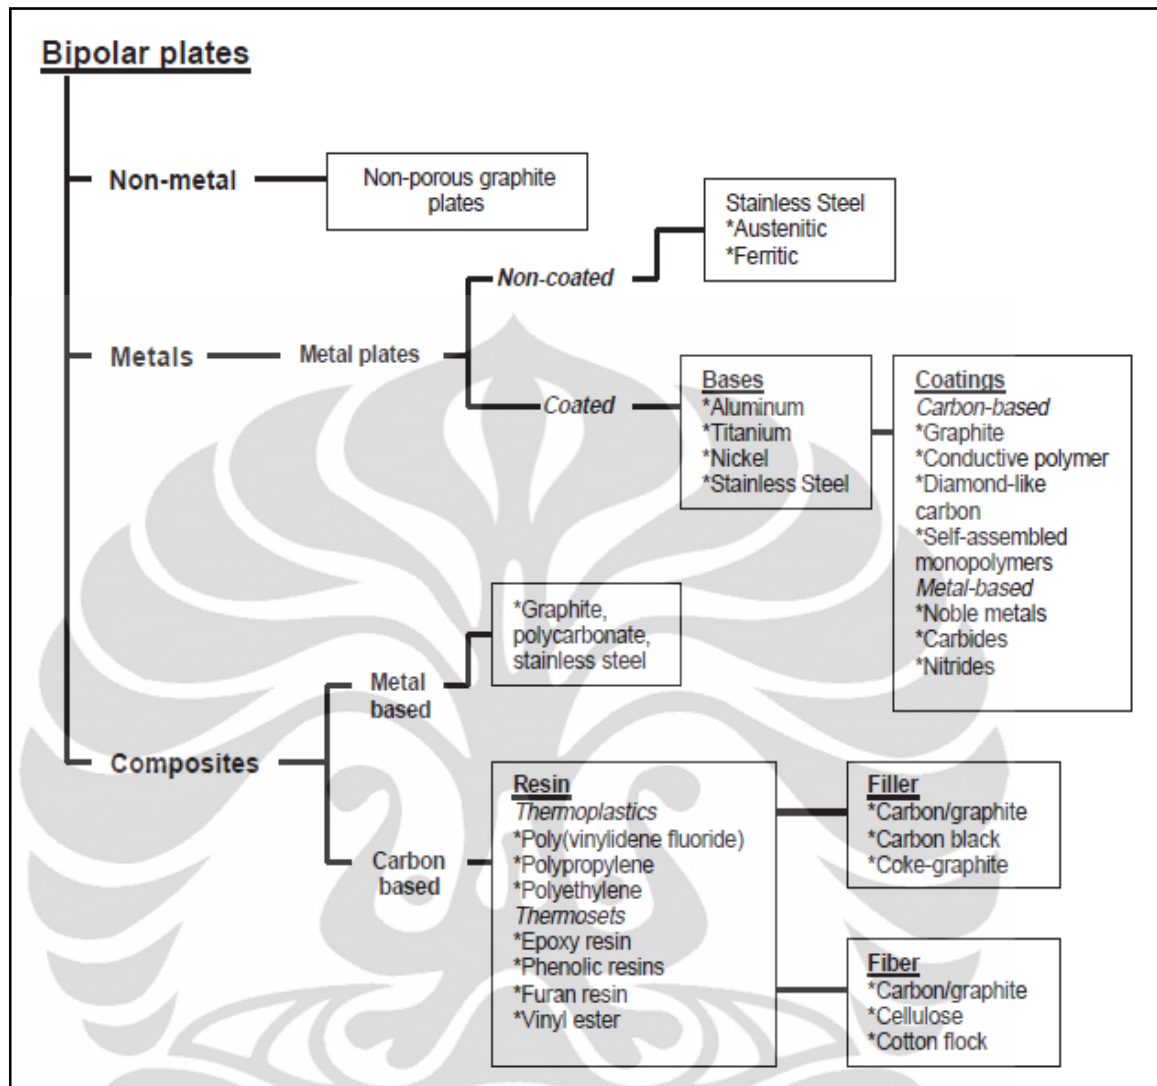 Bipolar plates
Non-metal
Non-porous graphite
plates
Metals
Metal plates
Non-coated
Stainless Steel
*Austenitic
*Ferritic
Coated
Bases
*Aluminum
*Titanium
*Nickel
*Stainless Steel
Coatings
Carbon-based
*Graphite
*Conductive polymer
*Diamond-like
carbon
*Self-assembled
monopolymers
Metal-based
*Noble metals
*Carbides
*Nitrides
Composites
Metal
based
*Graphite,
polycarbonate,
stainless steel
Carbon
based
Resin
Thermoplastics
*Poly(vinylidene fluoride)
*Polypropylene
*Polyethylene
Thermosets
*Epoxy resin
*Phenolic resins
*Furan resin
*Vinyl ester
Filler
*Carbon/graphite
*Carbon black
*Coke-graphite
Fiber
*Carbon/graphite
*Cellulose
*Cotton flock